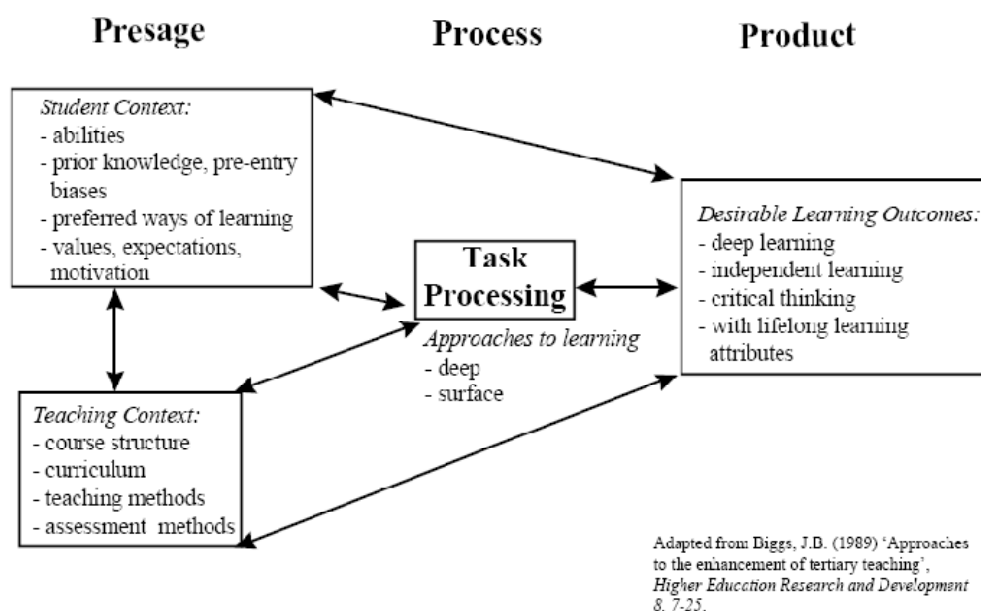 Presage
Process
Product
Student Context:
- abilities
- prior knowledge, pre-entry
biases
- preferred ways of learning
- values, expectations,
motivation
Task
Processing
Approaches to learning
- deep
- surface
Desirable Learning Outcomes:
- deep learning
- independent learning
- critical thinking
- with lifelong learning
attributes
Teaching Context:
- course structure
- curriculum
- teaching methods
- assessment methods
Adapted from Biggs, J.B. (1989) ‘Approaches
to the enhancement of tertiary teaching’,
Higher Education Research and Development
8, 7-25.